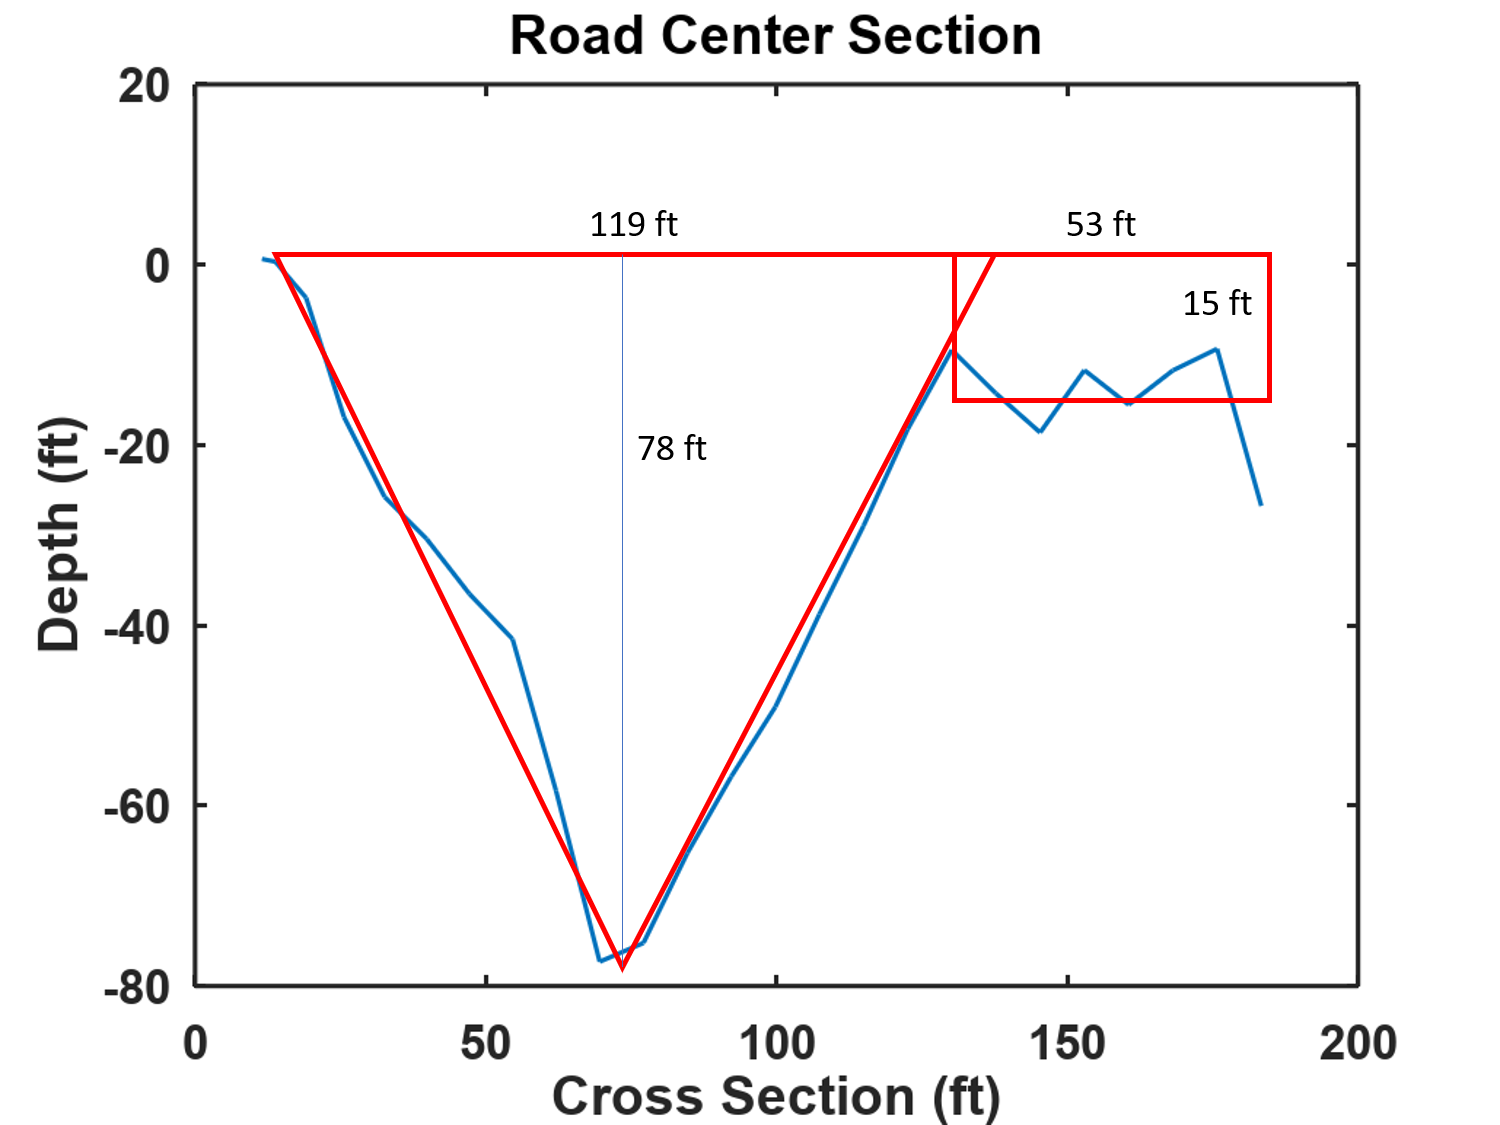 Road Center Section
20
0
-20
-40
-60
-80
Depth (ft)
119 ft
53 ft
15 ft
78 ft
0
50
100
150
200
Cross Section (ft)